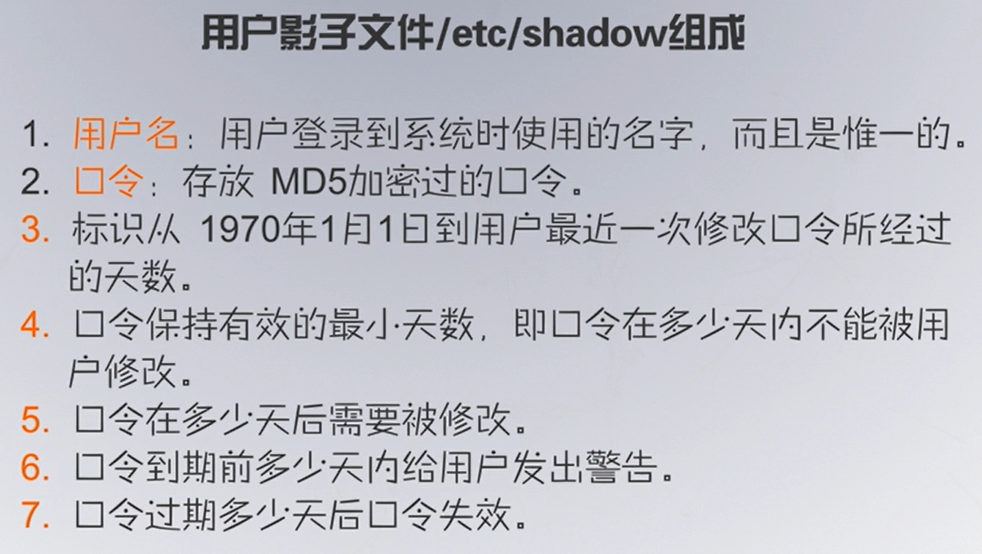 用户影子文件/etc/shadow组成
1. 用户名：用户登录到系统时使用的名字，而且是惟一的。
2. 口令：存放 MD5加密过的口令。
3. 标识从 1970年1月1日到用户最近一次修改口令所经过
的天数。
4. 口令保持有效的最小天数，即口令在多少天内不能被用
户修改。
5. 口令在多少天后需要被修改。
6. 口令到期前多少天内给用户发出警告。
7. 口令过期多少天后口令失效。